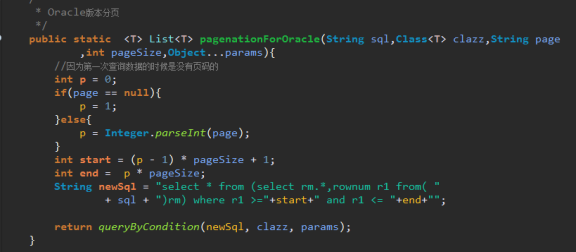 * Oracle版本分页
*/
public static <T> List<T> pagenationForOracle(String sql,Class<T> clazz,String page
,int pageSize,Object...params){
//因为第一次查询数据的时候是没有页码的
int p = 0;
if(page == null){
p = 1;
}else{
p = Integer.parseInt(page);
}
int start = (p - 1) * pageSize + 1;
int end = p * pageSize;
String newSql = "select * from (select rm.*,rownum r1 from( "
+ sql + ")rm) where r1 >="+start+" and r1 <= "+end+"";
return queryByCondition(newSql, clazz, params);
}